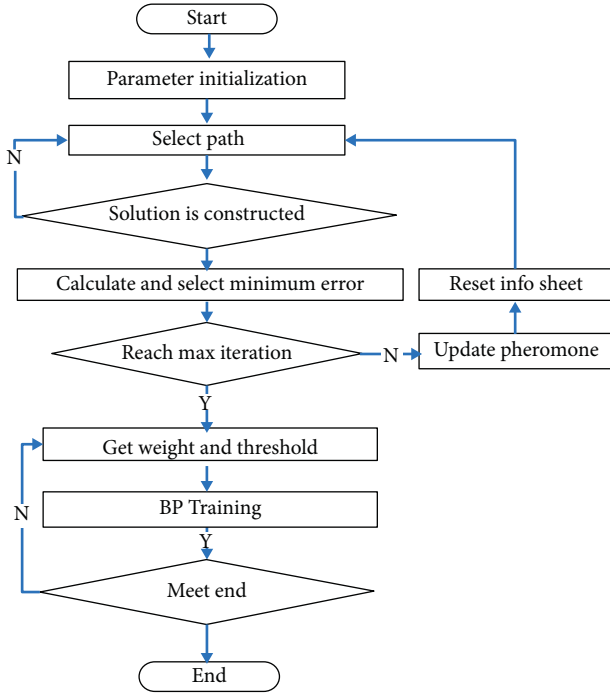 Start
Parameter initialization
Select path
N
Solution is constructed
Calculate and select minimum error
Reset info sheet
Reach max iteration
N
Update pheromone
Y
Get weight and threshold
N
BP Training
Y
Meet end
End